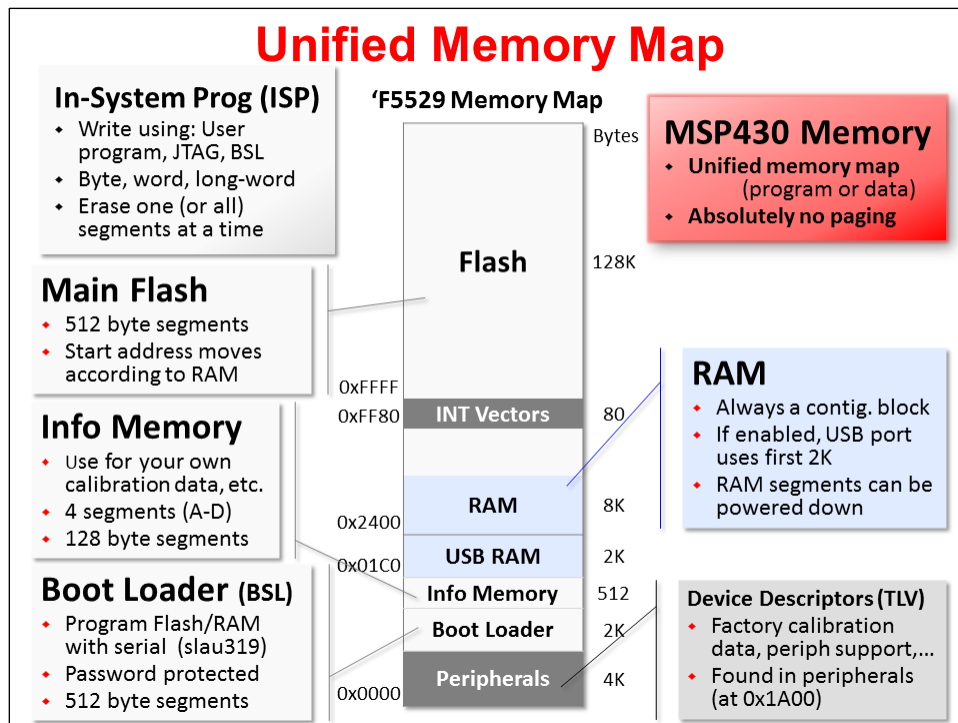 Unified Memory Map
In-System Prog (ISP)
Write using: User
program, JTAG, BSL
Byte, word, long-word
Erase one (or all)
segments at a time
Main Flash
512 byte segments
Start address moves
according to RAM
Info Memory
Use for your own
calibration data, etc.
4 segments (A-D)
128 byte segments
Boot Loader (BSL)
Program Flash/RAM
with serial (slau319)
Password protected
512 byte segments
‘F5529 Memory Map
Bytes
Flash
128K
0xFFFF
0xFF80
INT Vectors
80
RAM
8K
0x2400
USB RAM
2K
0x01C0
Info Memory
512
Boot Loader
2K
Peripherals
4K
0x0000
MSP430 Memory
Unified memory map
(program or data)
Absolutely no paging
RAM
Always a contig. block
If enabled, USB port
uses first 2K
RAM segments can be
powered down
Device Descriptors (TLV)
Factory calibration
data, periph support,...
Found in peripherals
(at 0x1A00)